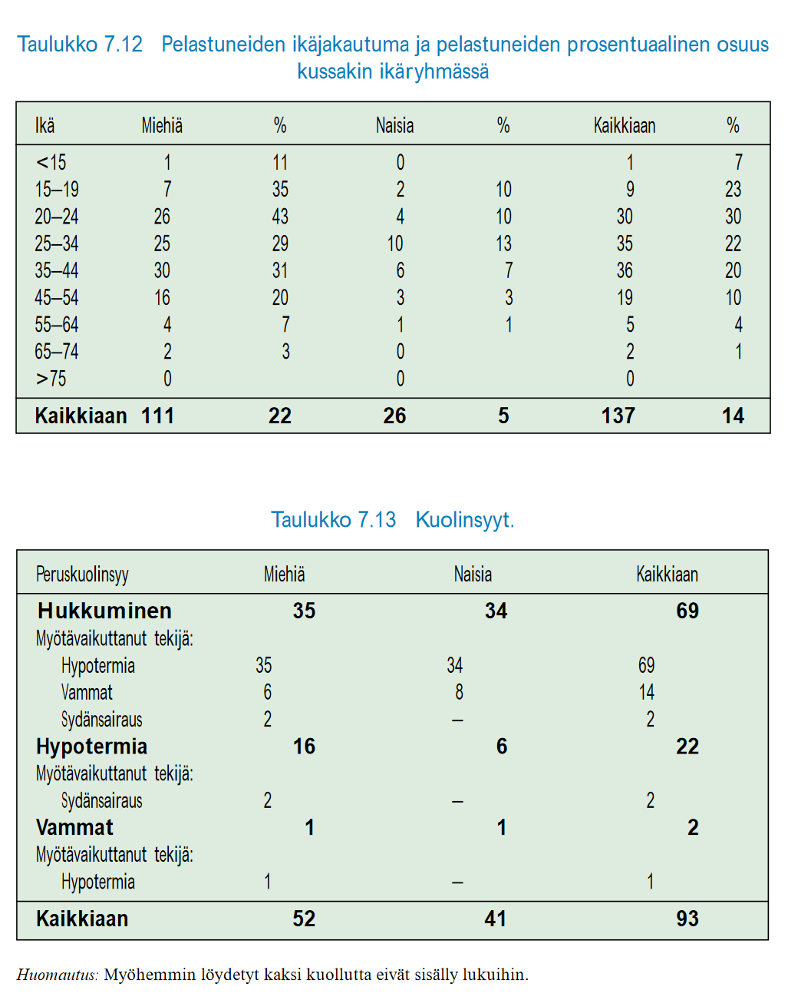 Taulukko 7.12 Pelastuneiden ikäjakautuma ja pelastuneiden prosentuaalinen osuus
kussakin ikäryhmässä
Ikä Miehiä % Naisia % Kaikkiaan %
<15 1 11 0 1 7
15–19 7 35 2 10 9 23
20–24 26 43 4 10 30 30
25–34 25 29 10 13 35 22
35–44 30 31 6 7 36 20
45–54 16 20 3 3 19 10
55–64 4 7 1 1 5 4
65–74 2 3 0 2 1
>75 0 0 0
Kaikkiaan 111 22 26 5 137 14
Taulukko 7.13 Kuolinsyyt.
Peruskuolinsyy Miehiä Naisia Kaikkiaan
Hukkuminen 35 34 69
Myötävaikuttanut tekijä:
Hypotermia 35 34 69
Vammat 6 8 14
Sydänsairaus 2 – 2
Hypotermia 16 6 22
Myötävaikuttanut tekijä:
Sydänsairaus 2 – 2
Vammat 1 1 2
Myötävaikuttanut tekijä:
Hypotermia 1 – 1
Kaikkiaan 52 41 93
Huomautus: Myöhemmin löydetyt kaksi kuollutta eivät sisälly lukuihin.